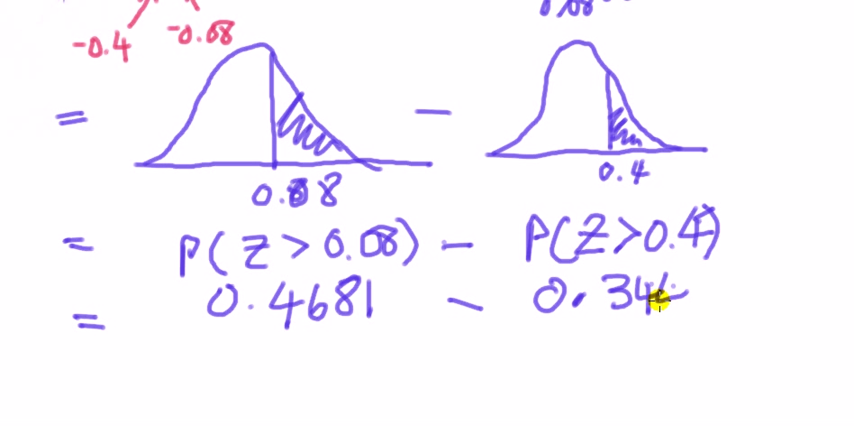 -0.4 -0.08
= −
0.08 0.4
= P(Z > 0.08) − P(Z>0.4)
= 0.4681 − 0.34